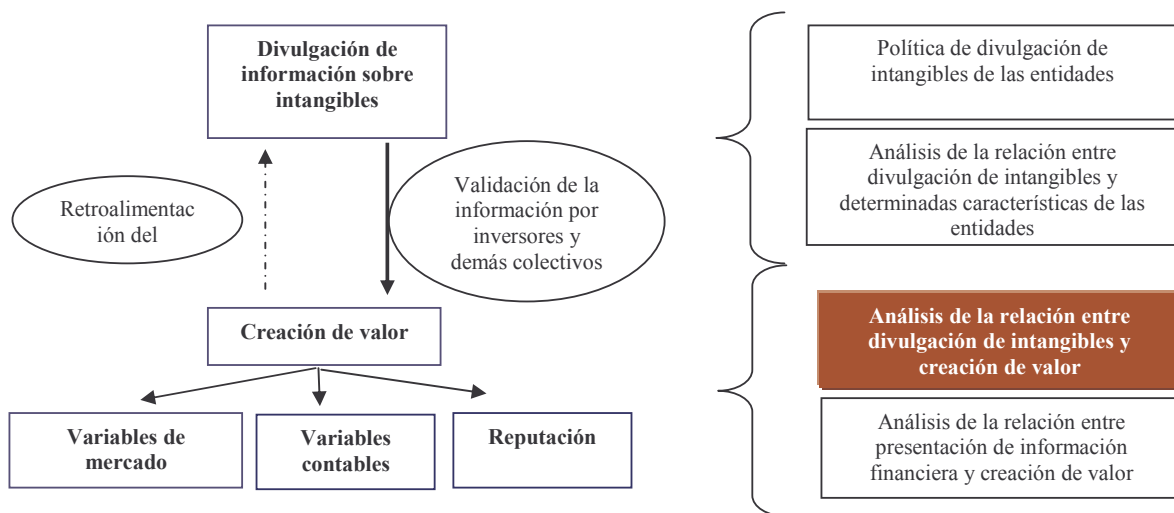 Divulgación de
información sobre
intangibles
Retroalimentac
ión del
Validación de la
información por
inversores y
demás colectivos
Creación de valor
Variables de
mercado
Variables
contables
Reputación
Política de divulgación de
intangibles de las entidades
Análisis de la relación entre
divulgación de intangibles y
determinadas características de las
entidades
Análisis de la relación entre
divulgación de intangibles y
creación de valor
Análisis de la relación entre
presentación de información
financiera y creación de valor